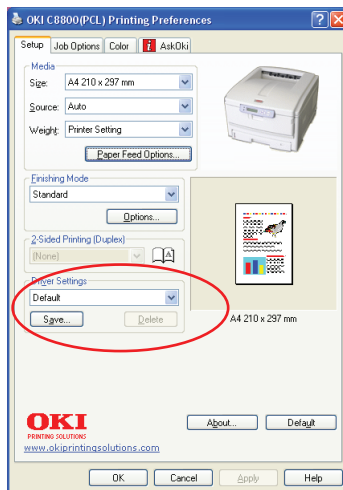 OKI C8800(PCL) Printing Preferences
Setup Job Options Color AskOki
Media
Size: A4 210 x 297 mm
Source: Auto
Weight: Printer Setting
Paper Feed Options...
Finishing Mode
Standard
Options...
2-Sided Printing (Duplex)
(None)
A
Driver Settings
Default
Save... Delete
A4 210 x 297 mm
OKI
PRINTING SOLUTIONS
www.okiprintingsolutions.com
About... Default
OK Cancel Apply Help